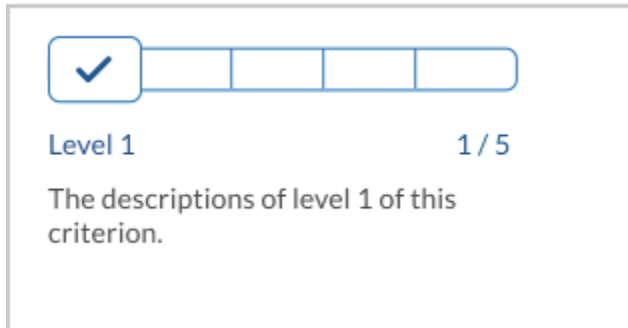 Level 1 1 / 5
The descriptions of level 1 of this
criterion.